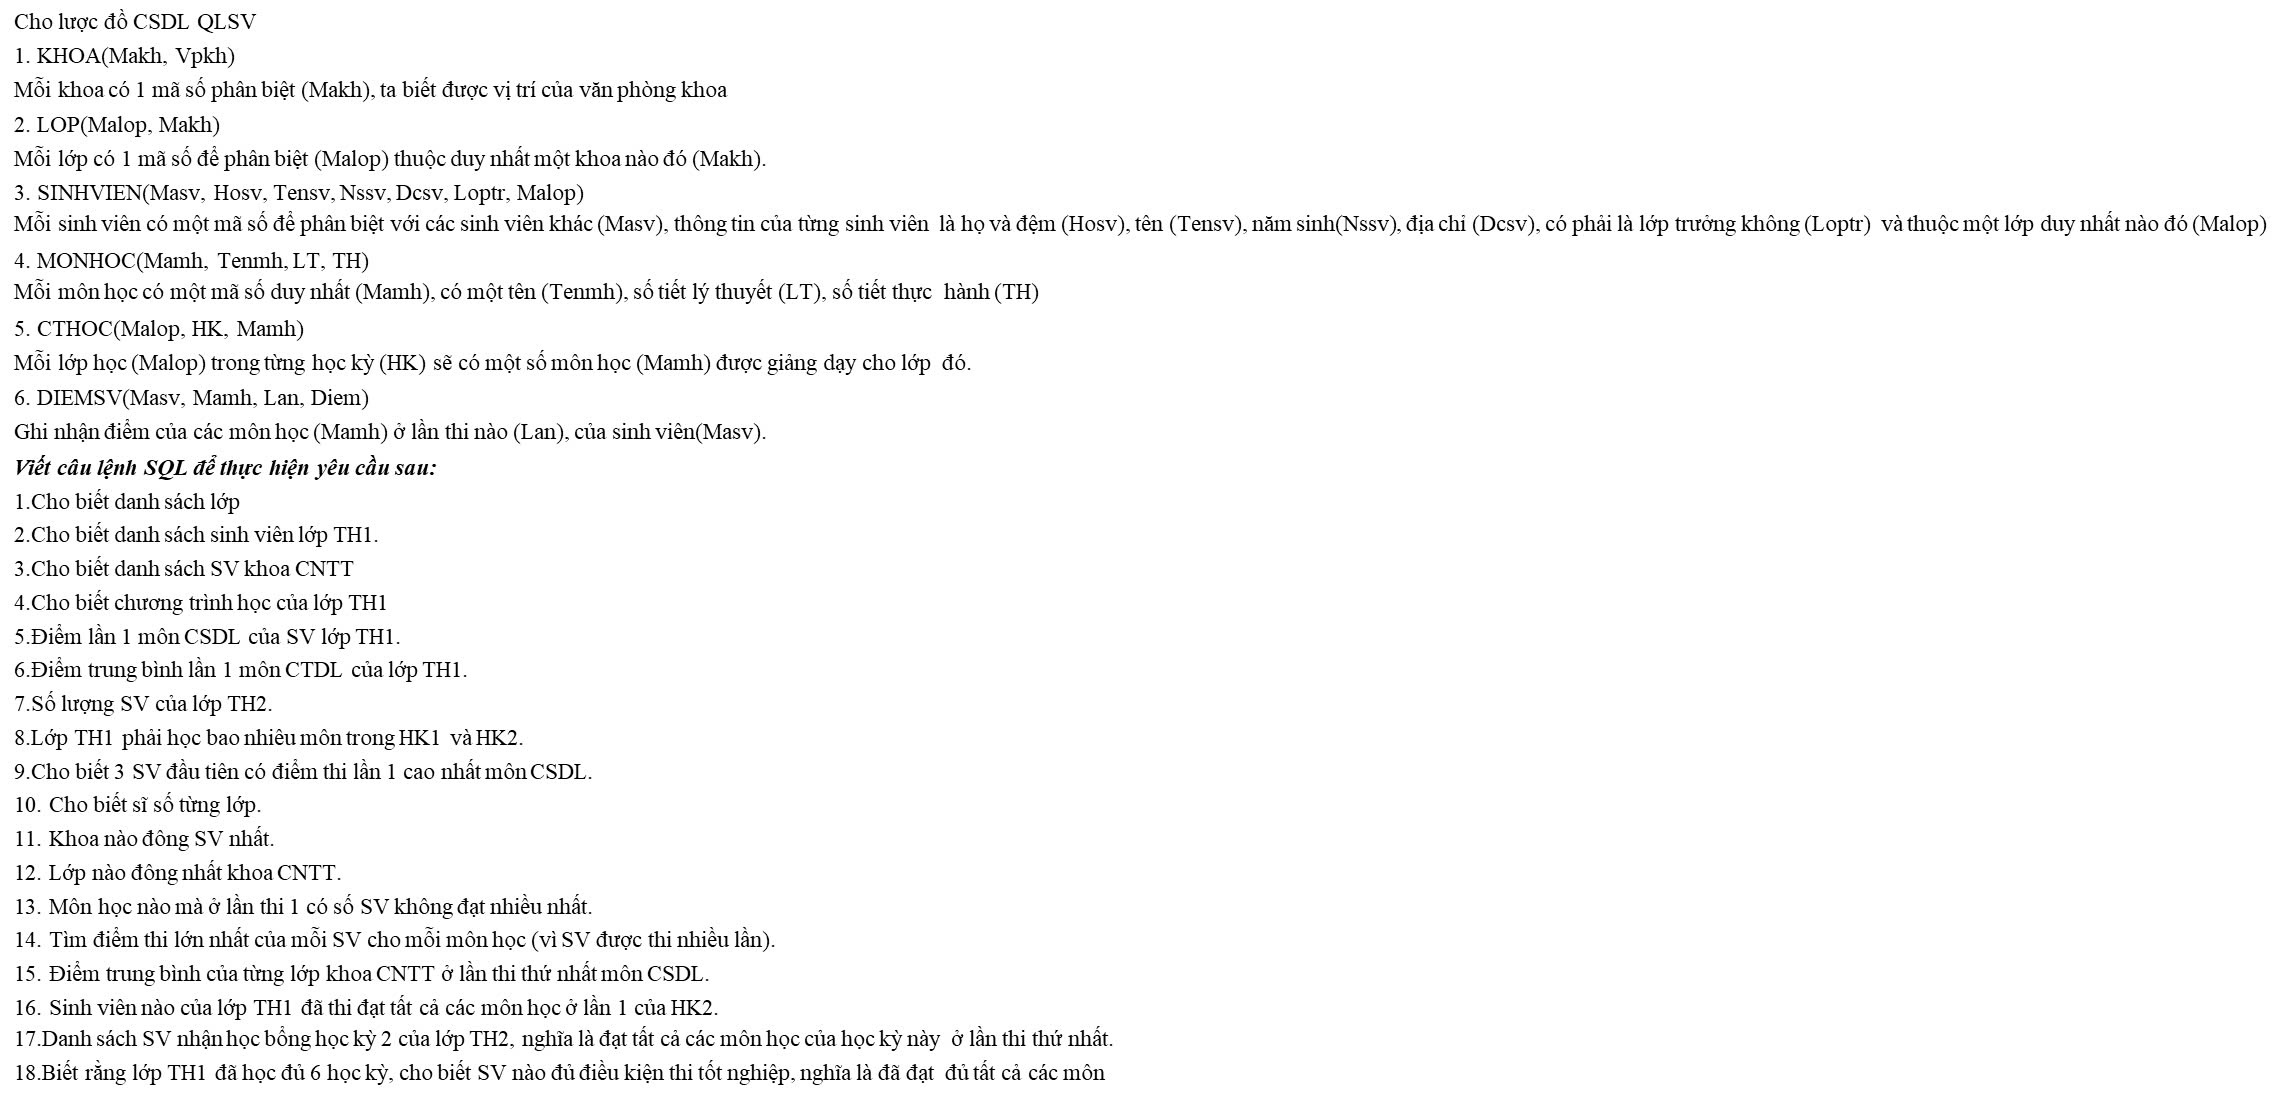 Cho lược đồ CSDL QLSV
1. KHOA(Makh, Vpkh)
Mỗi khoa có 1 mã số phân biệt (Makh), ta biết được vị trí của văn phòng khoa
2. LOP(Malop, Makh)
Mỗi lớp có 1 mã số để phân biệt (Malop) thuộc duy nhất một khoa nào đó (Makh).
3. SINHVIEN(Masv, Hosv, Tensv, Nssv, Dcsv, Loptr, Malop)
Mỗi sinh viên có một mã số để phân biệt với các sinh viên khác (Masv), thông tin của từng sinh viên là họ và đệm (Hosv), tên (Tensv), năm sinh(Nssv), địa chỉ (Dcsv), có phải là lớp trưởng không (Loptr) và thuộc một lớp duy nhất nào đó (Malop)
4. MONHOC(Mamh, Tenmh, LT, TH)
Mỗi môn học có một mã số duy nhất (Mamh), có một tên (Tenmh), số tiết lý thuyết (LT), số tiết thực hành (TH)
5. CTHOC(Malop, HK, Mamh)
Mỗi lớp học (Malop) trong từng học kỳ (HK) sẽ có một số môn học (Mamh) được giảng dạy cho lớp đó.
6. DIEMSV(Masv, Mamh, Lan, Diem)
Ghi nhận điểm của các môn học (Mamh) ở lần thi nào (Lan), của sinh viên(Masv).
Viết câu lệnh SQL để thực hiện yêu cầu sau:
1.Cho biết danh sách lớp
2.Cho biết danh sách sinh viên lớp TH1.
3.Cho biết danh sách SV khoa CNTT
4.Cho biết chương trình học của lớp TH1
5.Điểm lần 1 môn CSDL của SV lớp TH1.
6.Điểm trung bình lần 1 môn CTDL của lớp TH1.
7.Số lượng SV của lớp TH2.
8.Lớp TH1 phải học bao nhiêu môn trong HK1 và HK2.
9.Cho biết 3 SV đầu tiên có điểm thi lần 1 cao nhất môn CSDL.
10. Cho biết sĩ số từng lớp.
11. Khoa nào đông SV nhất.
12. Lớp nào đông nhất khoa CNTT.
13. Môn học nào mà ở lần thi 1 có số SV không đạt nhiều nhất.
14. Tìm điểm thi lớn nhất của mỗi SV cho mỗi môn học (vì SV được thi nhiều lần).
15. Điểm trung bình của từng lớp khoa CNTT ở lần thi thứ nhất môn CSDL.
16. Sinh viên nào của lớp TH1 đã thi đạt tất cả các môn học ở lần 1 của HK2.
17.Danh sách SV nhận học bổng học kỳ 2 của lớp TH2, nghĩa là đạt tất cả các môn học của học kỳ này ở lần thi thứ nhất.
18.Biết rằng lớp TH1 đã học đủ 6 học kỳ, cho biết SV nào đủ điều kiện thi tốt nghiệp, nghĩa là đã đạt đủ tất cả các môn